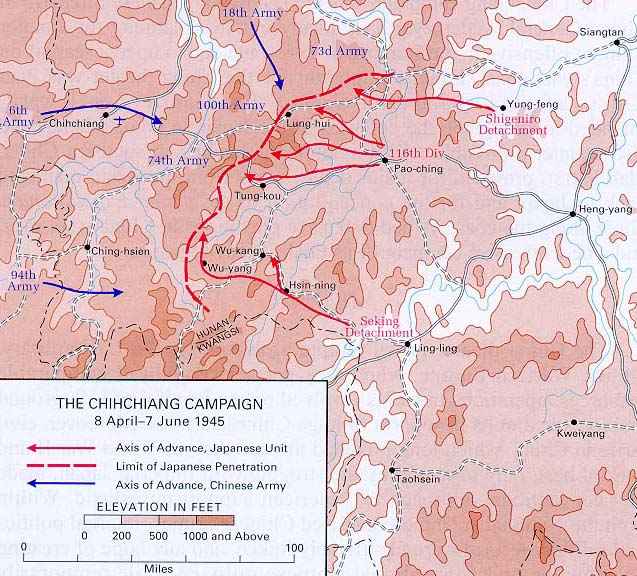 18th Army
73d Army
Siangtan
6th
Army
Chihchiang
100th Army
Lung-hui
Yung-feng
Shigeniro
Detachment
74th Army
116th Div
Pao-ching
Tung-kou
Heng-yang
Ching-hsien
Wu-kang
Wu-yang
94th
Army
Hsin-ning
HUNAN
KWANGSI
Seking
Detachment
Ling-ling
THE CHIHCHIANG CAMPAIGN
8 April–7 June 1945
Axis of Advance, Japanese Unit
Limit of Japanese Penetration
Axis of Advance, Chinese Army
ELEVATION IN FEET
0 200 500 1000 and Above
0 100
Miles
Kweiyang
Taohsein